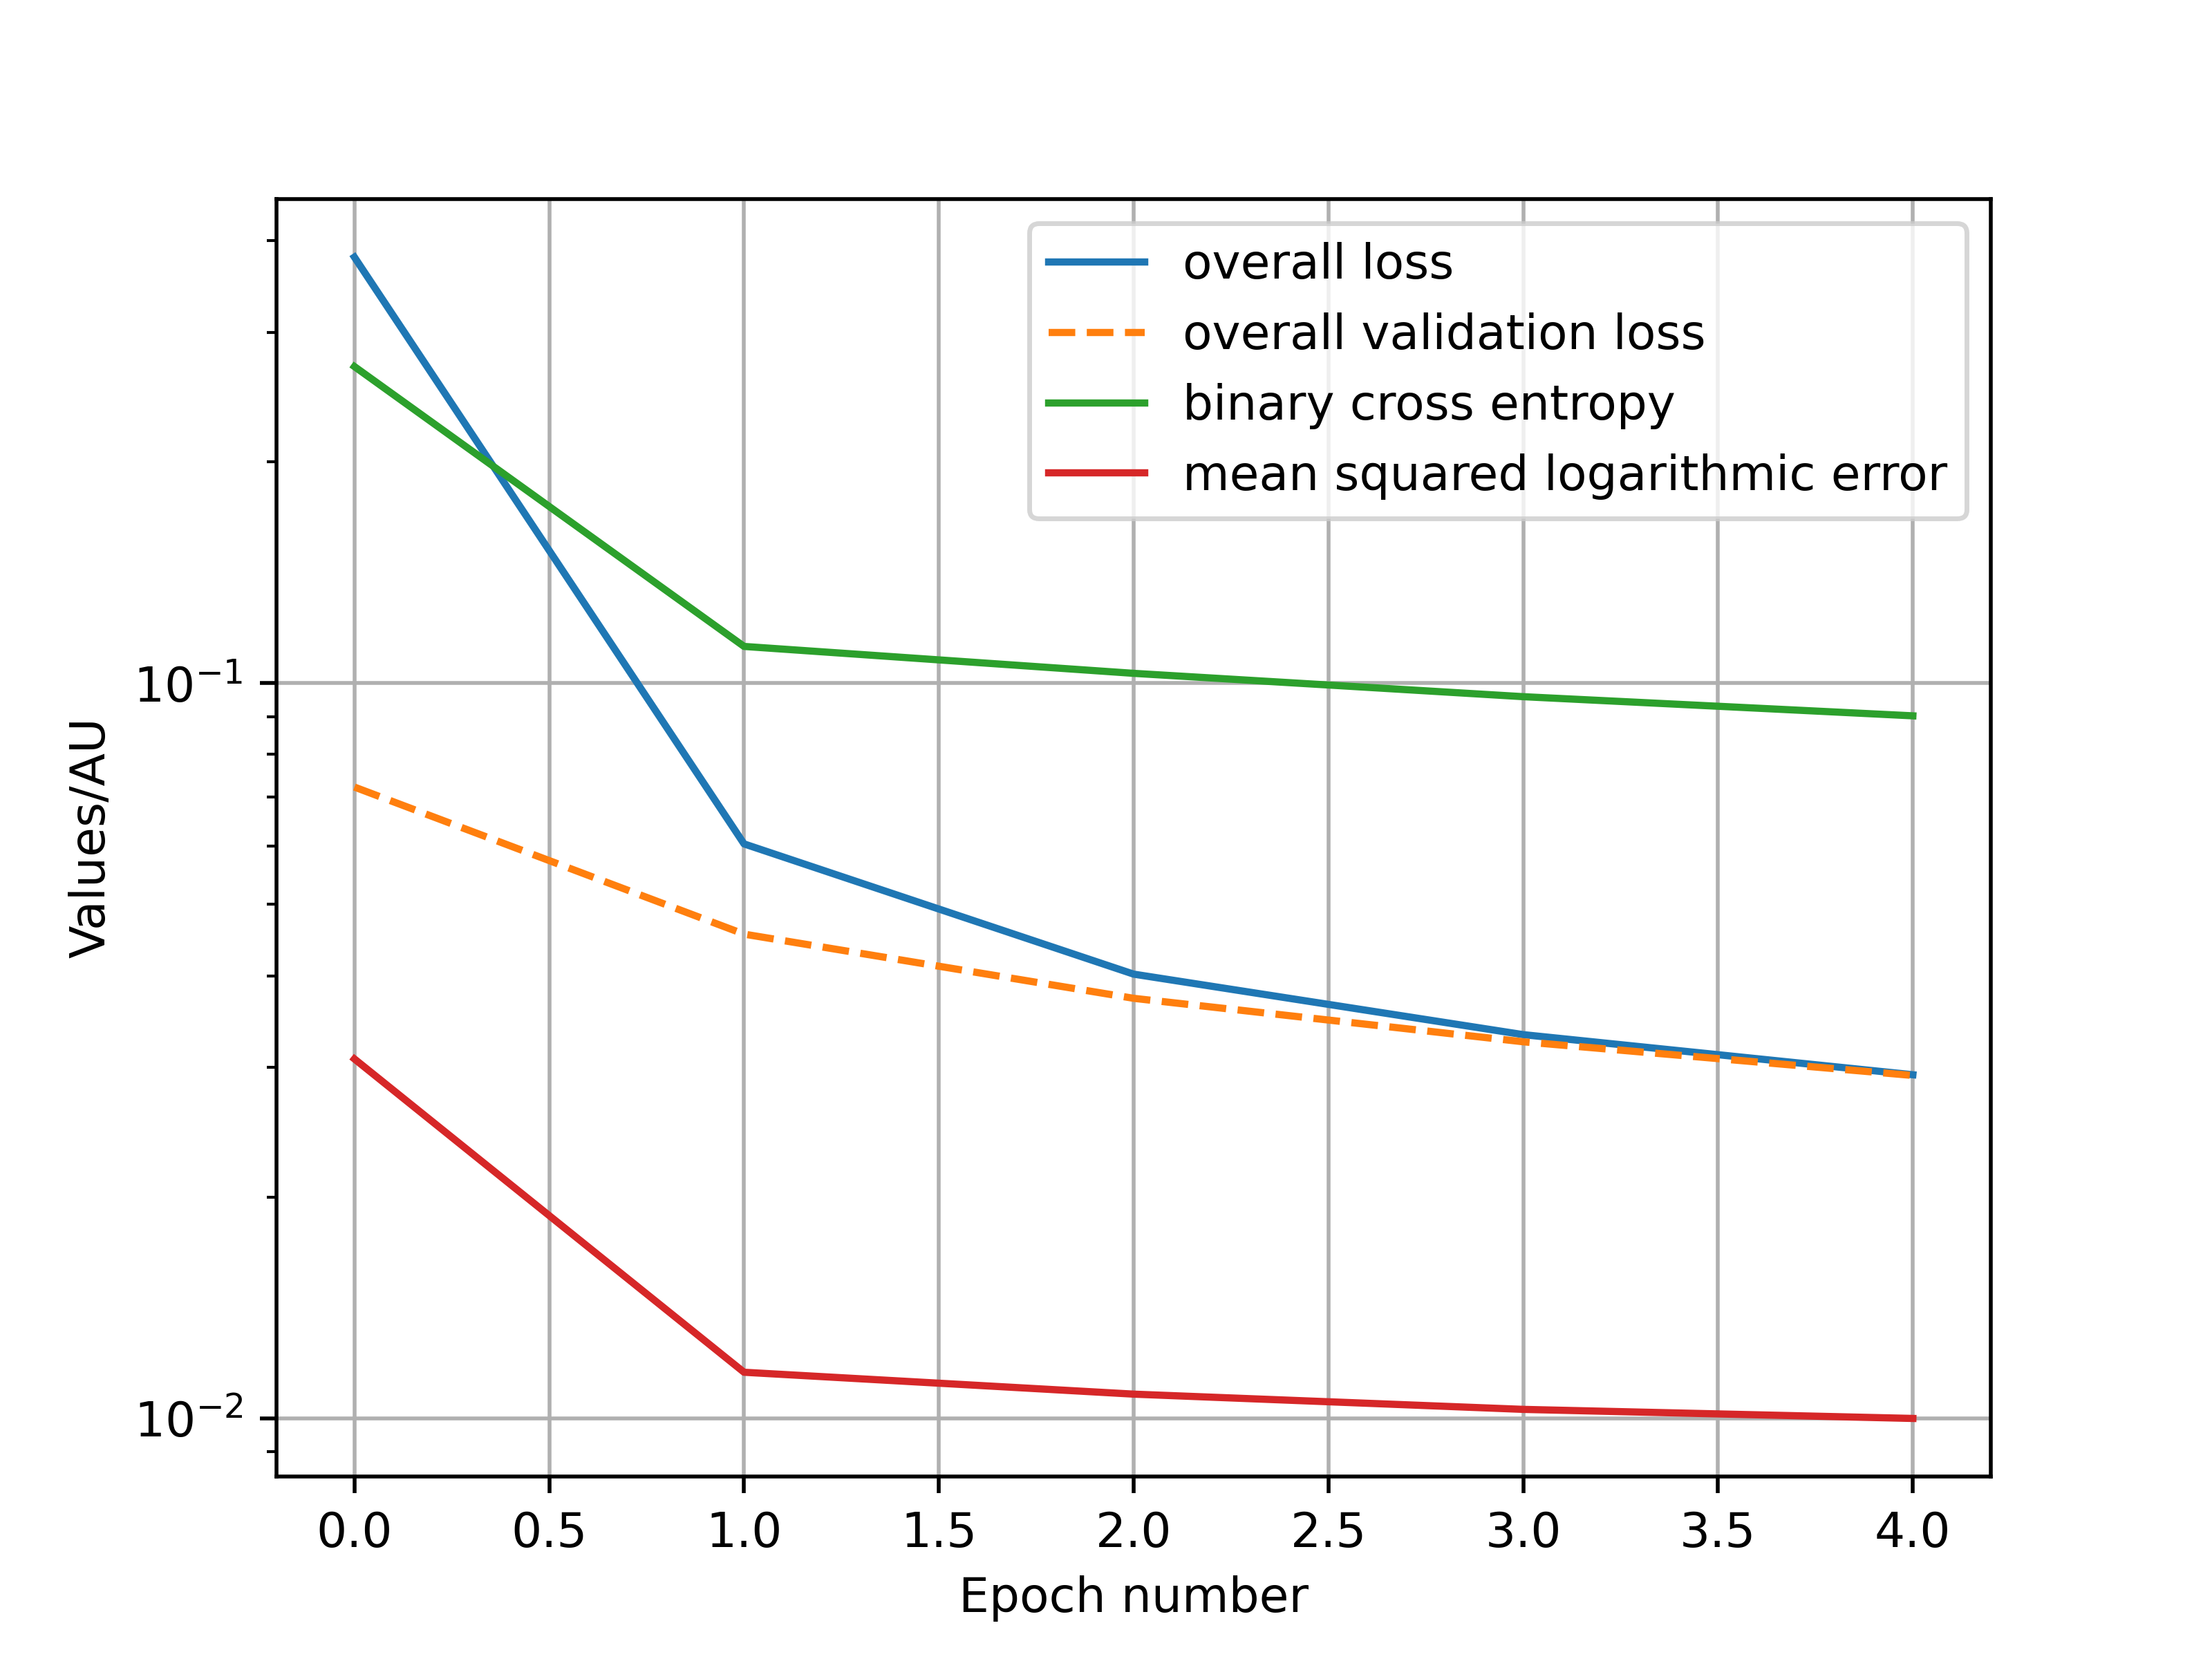 overall loss
overall validation loss
binary cross entropy
mean squared logarithmic error
10⁻¹
10⁻²
Values/AU
0.0 0.5 1.0 1.5 2.0 2.5 3.0 3.5 4.0
Epoch number